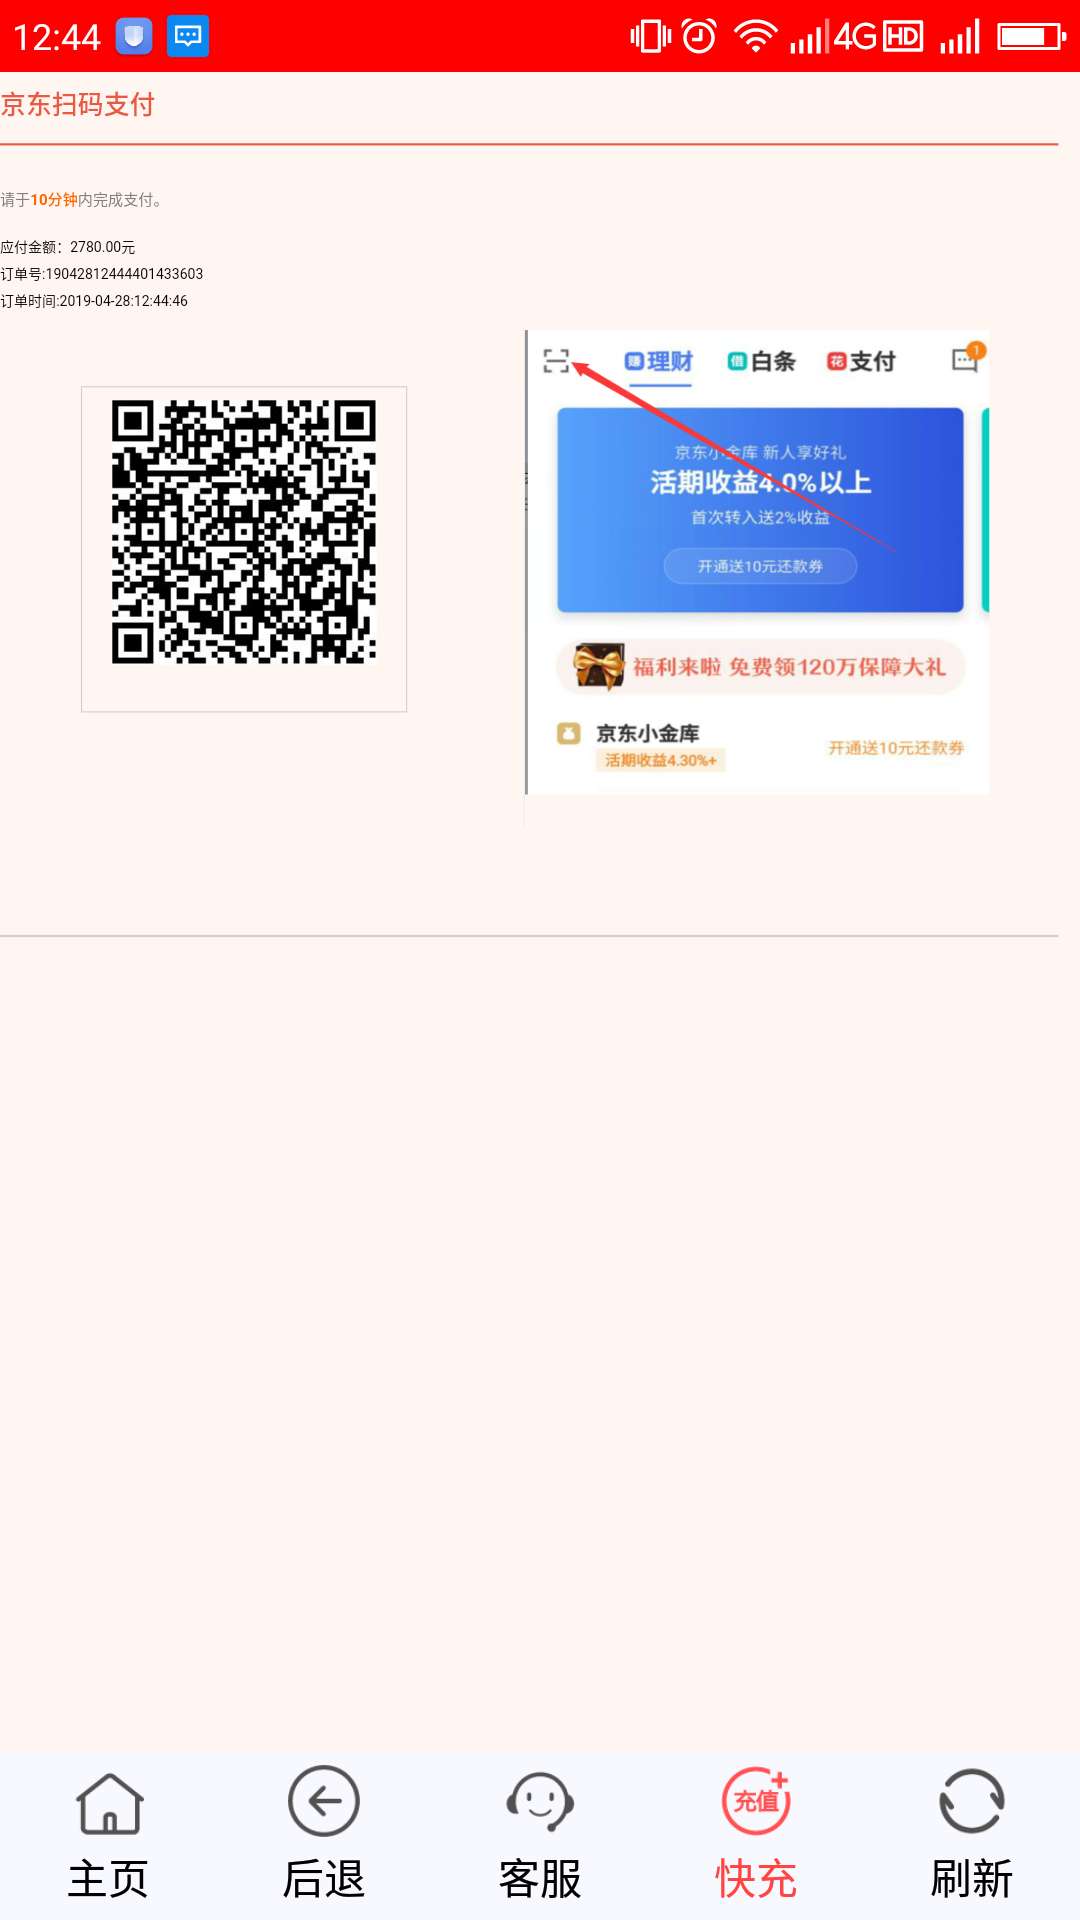 12:44
4G HD
京东扫码支付
请于10分钟内完成支付。
应付金额：2780.00元
订单号:19042812444401433603
订单时间:2019-04-28:12:44:46
赚 理财 借 白条 花 支付 1
京东小金库 新人享好礼
活期收益4.0%以上
首次转入送2%收益
开通送10元还款券
福利来啦 免费领120万保障大礼
京东小金库
活期收益4.30%+
开通送10元还款券
充值
主页 后退 客服 快充 刷新